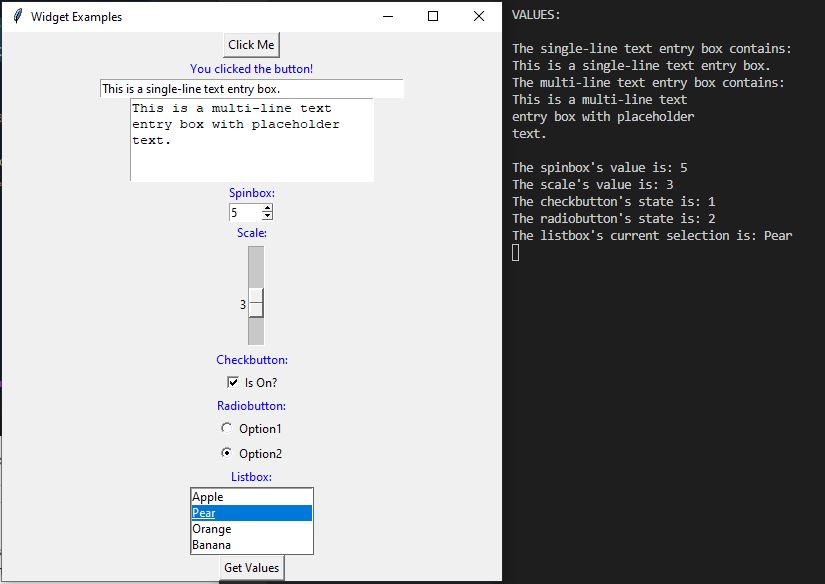 Widget Examples
Click Me
You clicked the button!
This is a single-line text entry box.
This is a multi-line text
entry box with placeholder
text.
Spinbox:
5
Scale:
3
Checkbutton:
Is On?
Radiobutton:
Option1
Option2
Listbox:
Apple
Pear
Orange
Banana
Get Values
VALUES:
The single-line text entry box contains:
This is a single-line text entry box.
The multi-line text entry box contains:
This is a multi-line text
entry box with placeholder
text.
The spinbox's value is: 5
The scale's value is: 3
The checkbutton's state is: 1
The radiobutton's state is: 2
The listbox's current selection is: Pear